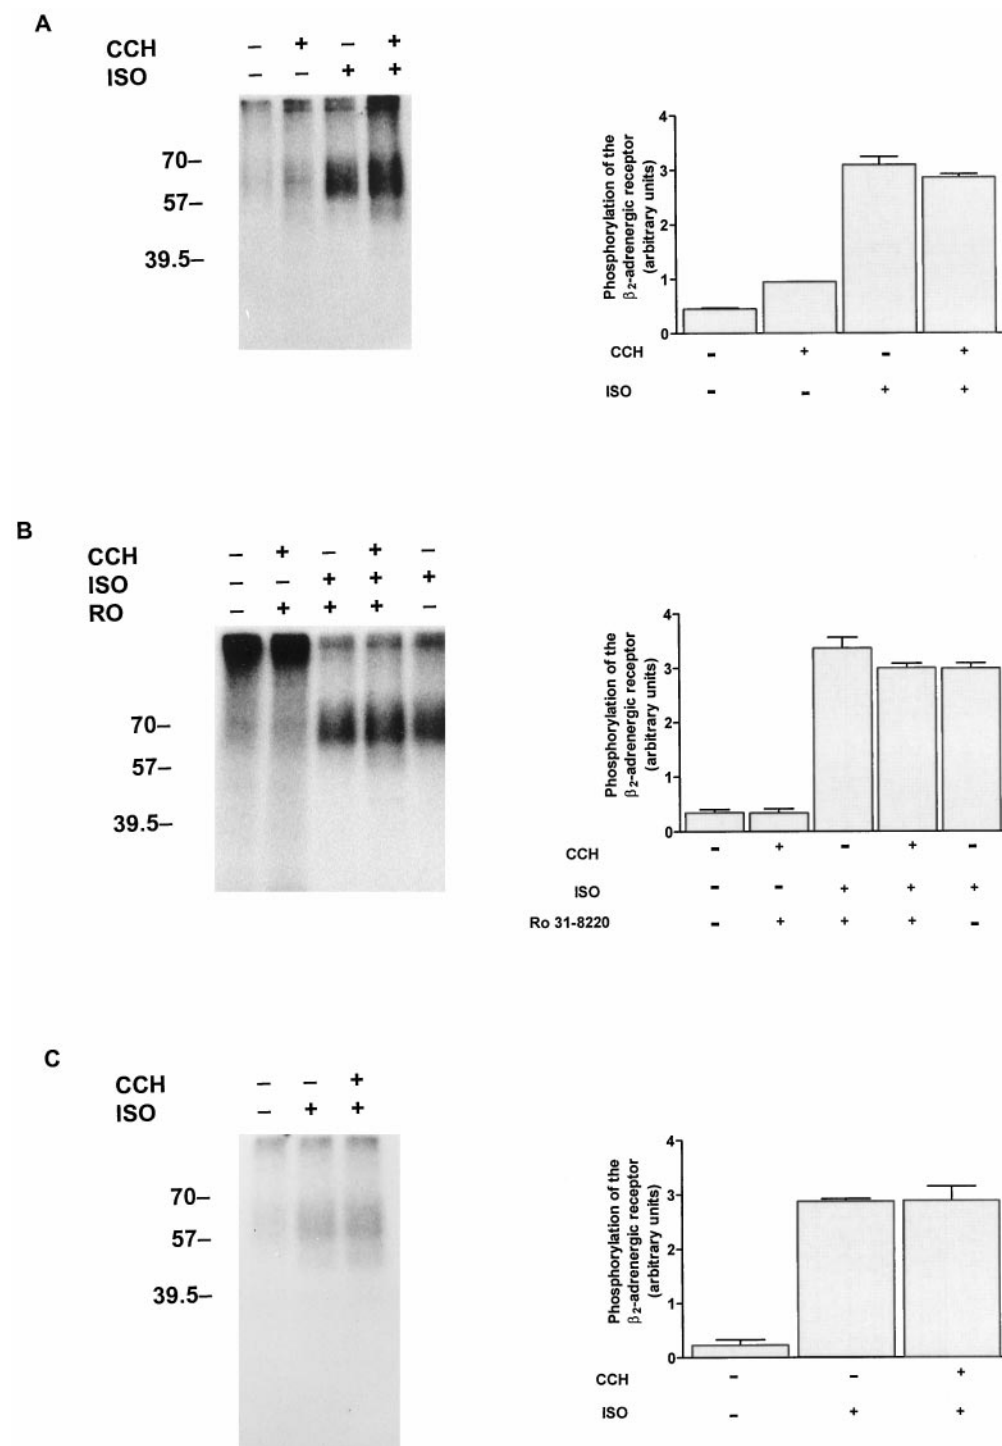 A
CCH – + – +
ISO – – + +
70–
57–
39.5–
Phosphorylation of the
β2-adrenergic receptor
(arbitrary units)
4
3
2
1
0
CCH - + - +
ISO - - + +
B
CCH – + – + –
ISO – – + + +
RO – + + + –
70–
57–
39.5–
Phosphorylation of the
β2-adrenergic receptor
(arbitrary units)
4
3
2
1
0
CCH - + - + -
ISO - - + + +
Ro 31-8220 - + + + -
C
CCH – – +
ISO – + +
70–
57–
39.5–
Phosphorylation of the
β2-adrenergic receptor
(arbitrary units)
4
3
2
1
0
CCH - - +
ISO - + +